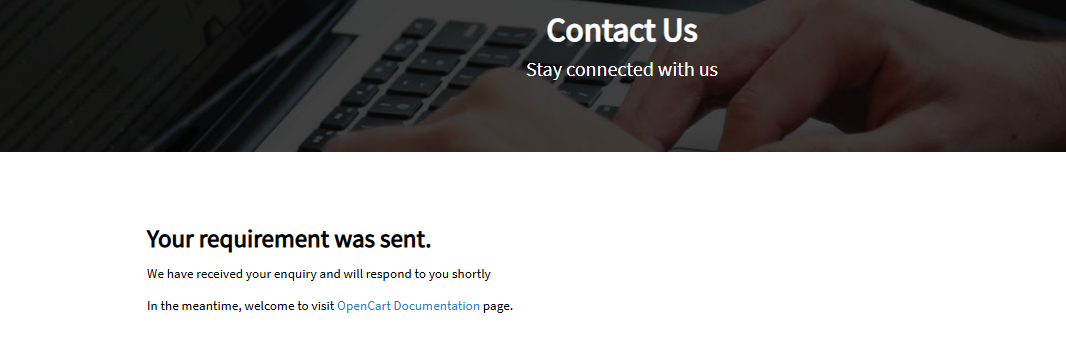 Contact Us
Stay connected with us
Your requirement was sent.
We have received your enquiry and will respond to you shortly
In the meantime, welcome to visit OpenCart Documentation page.